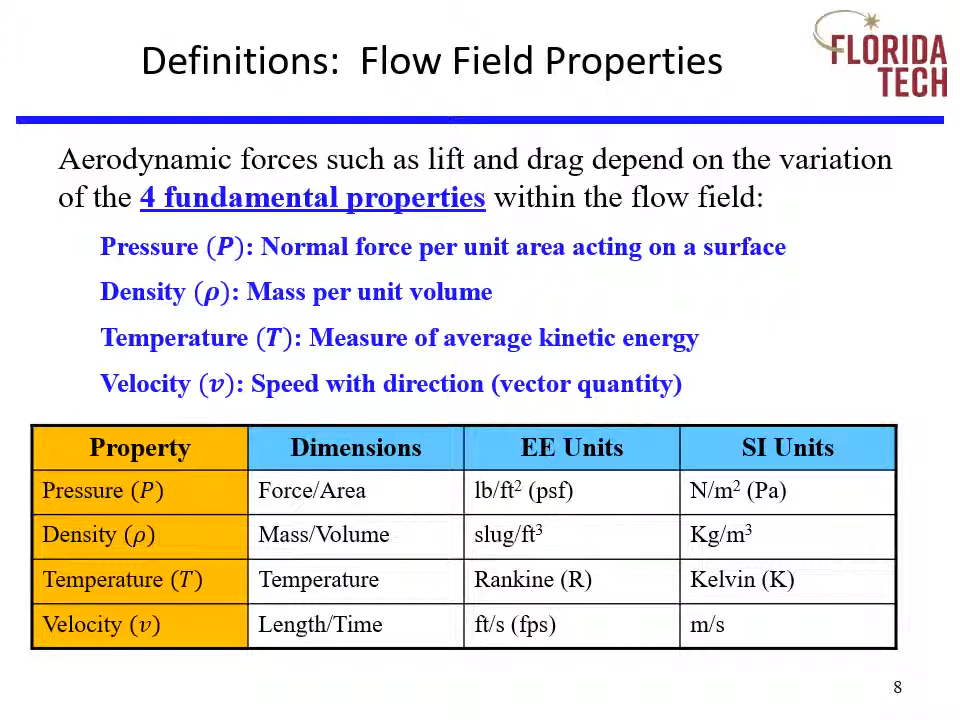 Definitions:  Flow Field Properties
FLORIDA
TECH
Aerodynamic forces such as lift and drag depend on the variation
of the 4 fundamental properties within the flow field:
Pressure (𝑷): Normal force per unit area acting on a surface
Density (𝝆): Mass per unit volume
Temperature (𝑻): Measure of average kinetic energy
Velocity (𝒗): Speed with direction (vector quantity)
Property Dimensions EE Units SI Units
Pressure (𝑃) Force/Area lb/ft² (psf) N/m² (Pa)
Density (𝜌) Mass/Volume slug/ft³ Kg/m³
Temperature (𝑇) Temperature Rankine (R) Kelvin (K)
Velocity (𝑣) Length/Time ft/s (fps) m/s
8